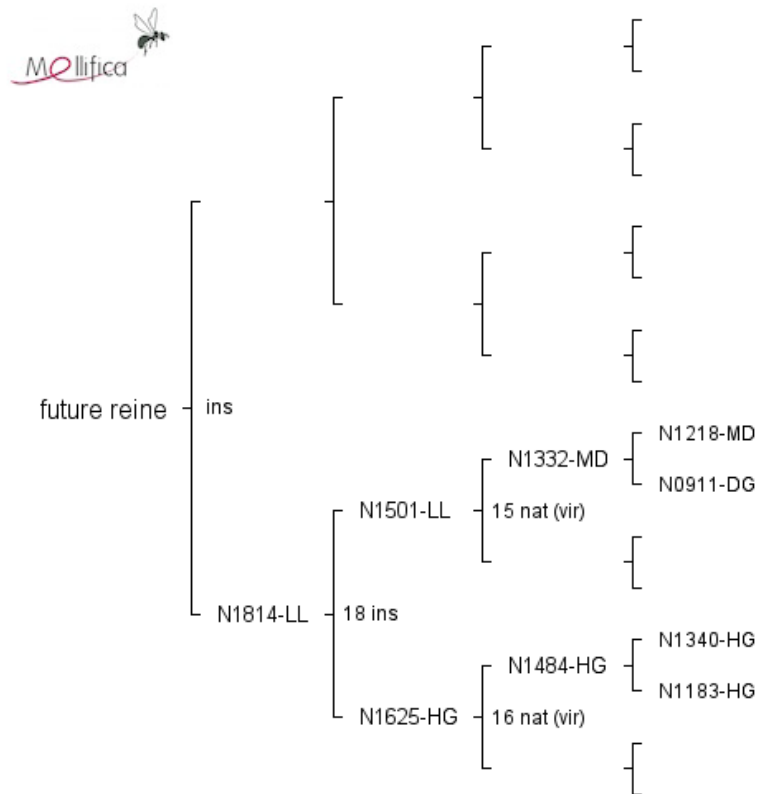 Mellifica
future reine
ins
N1218-MD
N1332-MD
N0911-DG
N1501-LL
15 nat (vir)
N1814-LL
18 ins
N1340-HG
N1484-HG
N1183-HG
N1625-HG
16 nat (vir)